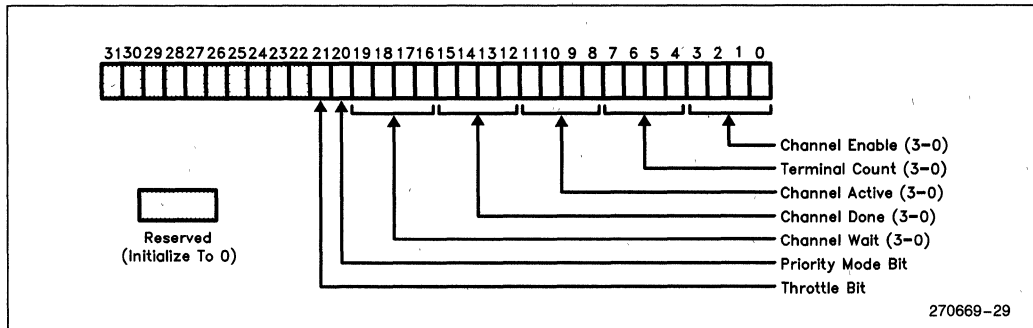 31 30 29 28 27 26 25 24 23 22 21 20 19 18 17 16 15 14 13 12 11 10 9 8 7 6 5 4 3 2 1 0
Channel Enable (3-0)
Terminal Count (3-0)
Channel Active (3-0)
Channel Done (3-0)
Channel Wait (3-0)
Priority Mode Bit
Throttle Bit
Reserved
(Initialize To 0)
270669-29